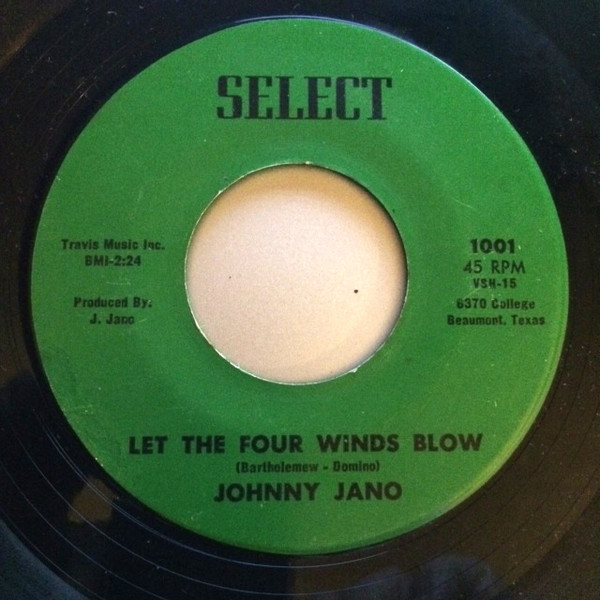 SELECT
Travis Music Inc.
BMI-2:24
Produced By:
J. Jano
1001
45 RPM
VSH-15
6370 College
Beaumont, Texas
LET THE FOUR WiNDS BLOW
(Bartholemew - Domino)
JOHNNY JANO